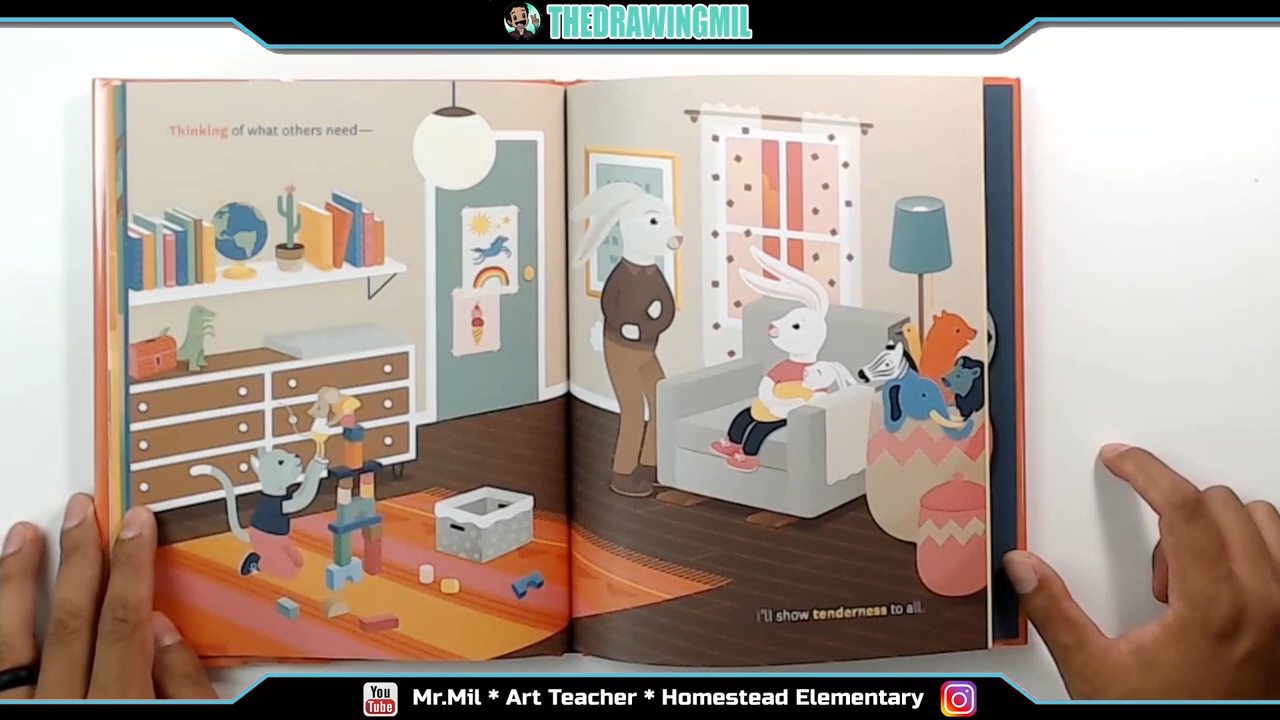 THEDRAWINGMIL
Thinking of what others need—
I'll show tenderness to all.
You
Tube
Mr.Mil * Art Teacher * Homestead Elementary